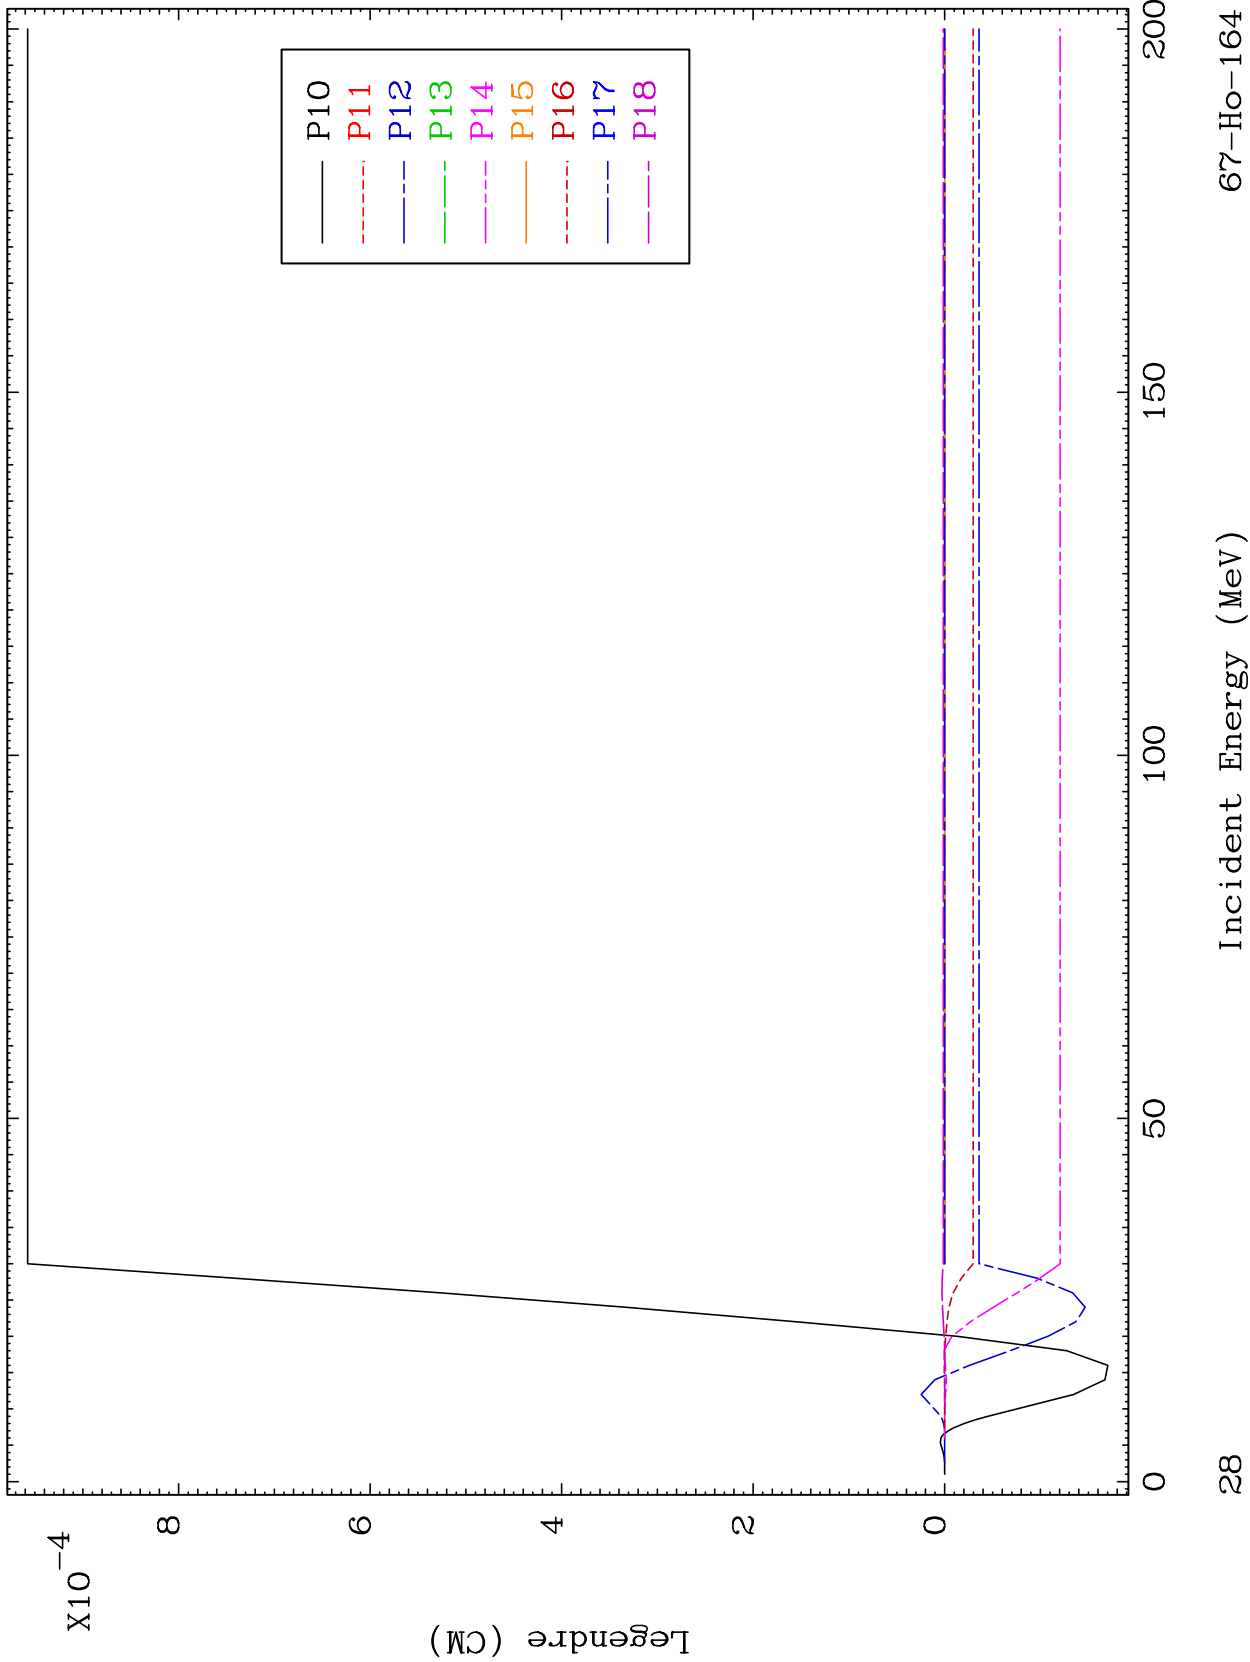 X10-4
8
6
4
2
0
Legendre (CM)
P10
P11
P12
P13
P14
P15
P16
P17
P18
0
50
100
150
200
Incident Energy (MeV)
28
67-Ho-164